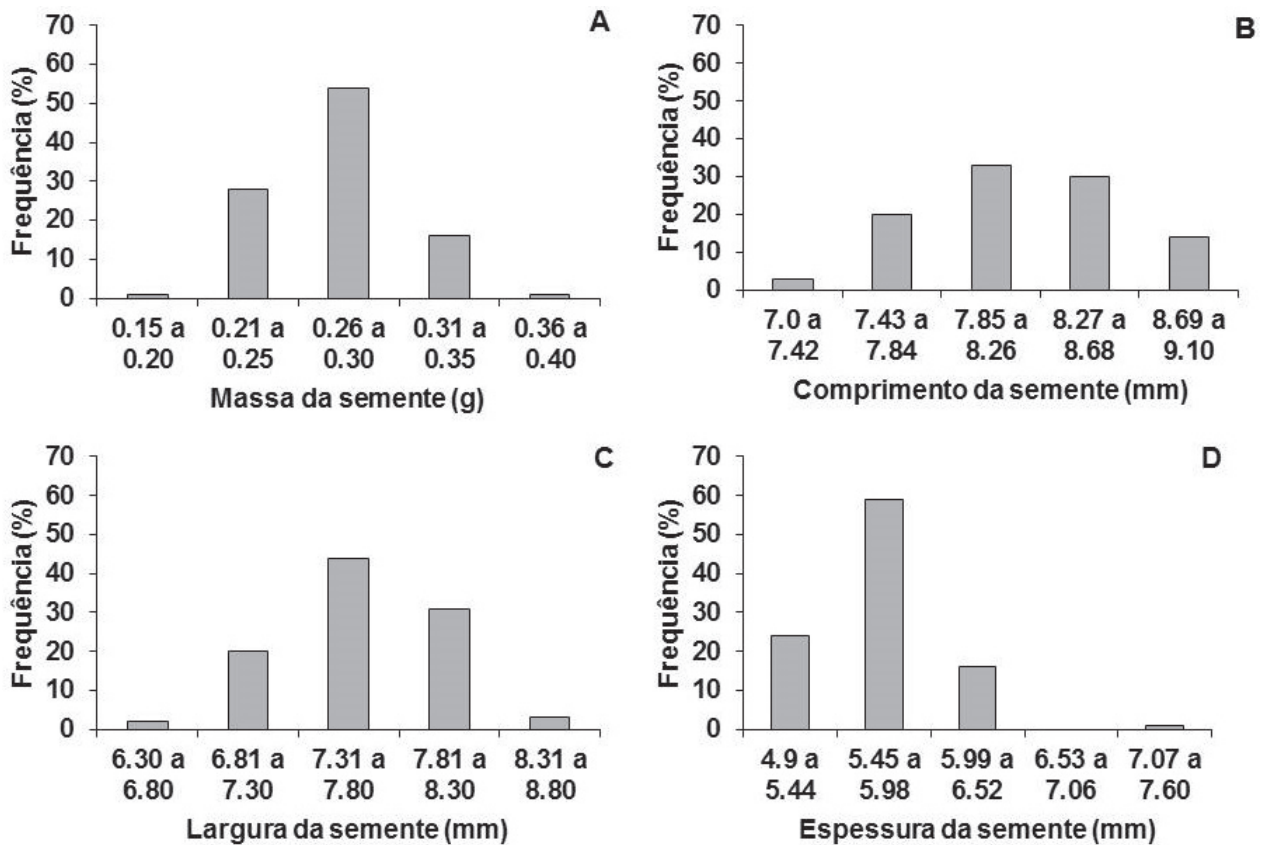 A
Frequência (%)
70
60
50
40
30
20
10
0
0.15 a
0.20
0.21 a
0.25
0.26 a
0.30
0.31 a
0.35
0.36 a
0.40
Massa da semente (g)
B
Frequência (%)
70
60
50
40
30
20
10
0
7.0 a
7.42
7.43 a
7.84
7.85 a
8.26
8.27 a
8.68
8.69 a
9.10
Comprimento da semente (mm)
C
Frequência (%)
70
60
50
40
30
20
10
0
6.30 a
6.80
6.81 a
7.30
7.31 a
7.80
7.81 a
8.30
8.31 a
8.80
Largura da semente (mm)
D
Frequência (%)
70
60
50
40
30
20
10
0
4.9 a
5.44
5.45 a
5.98
5.99 a
6.52
6.53 a
7.06
7.07 a
7.60
Espessura da semente (mm)